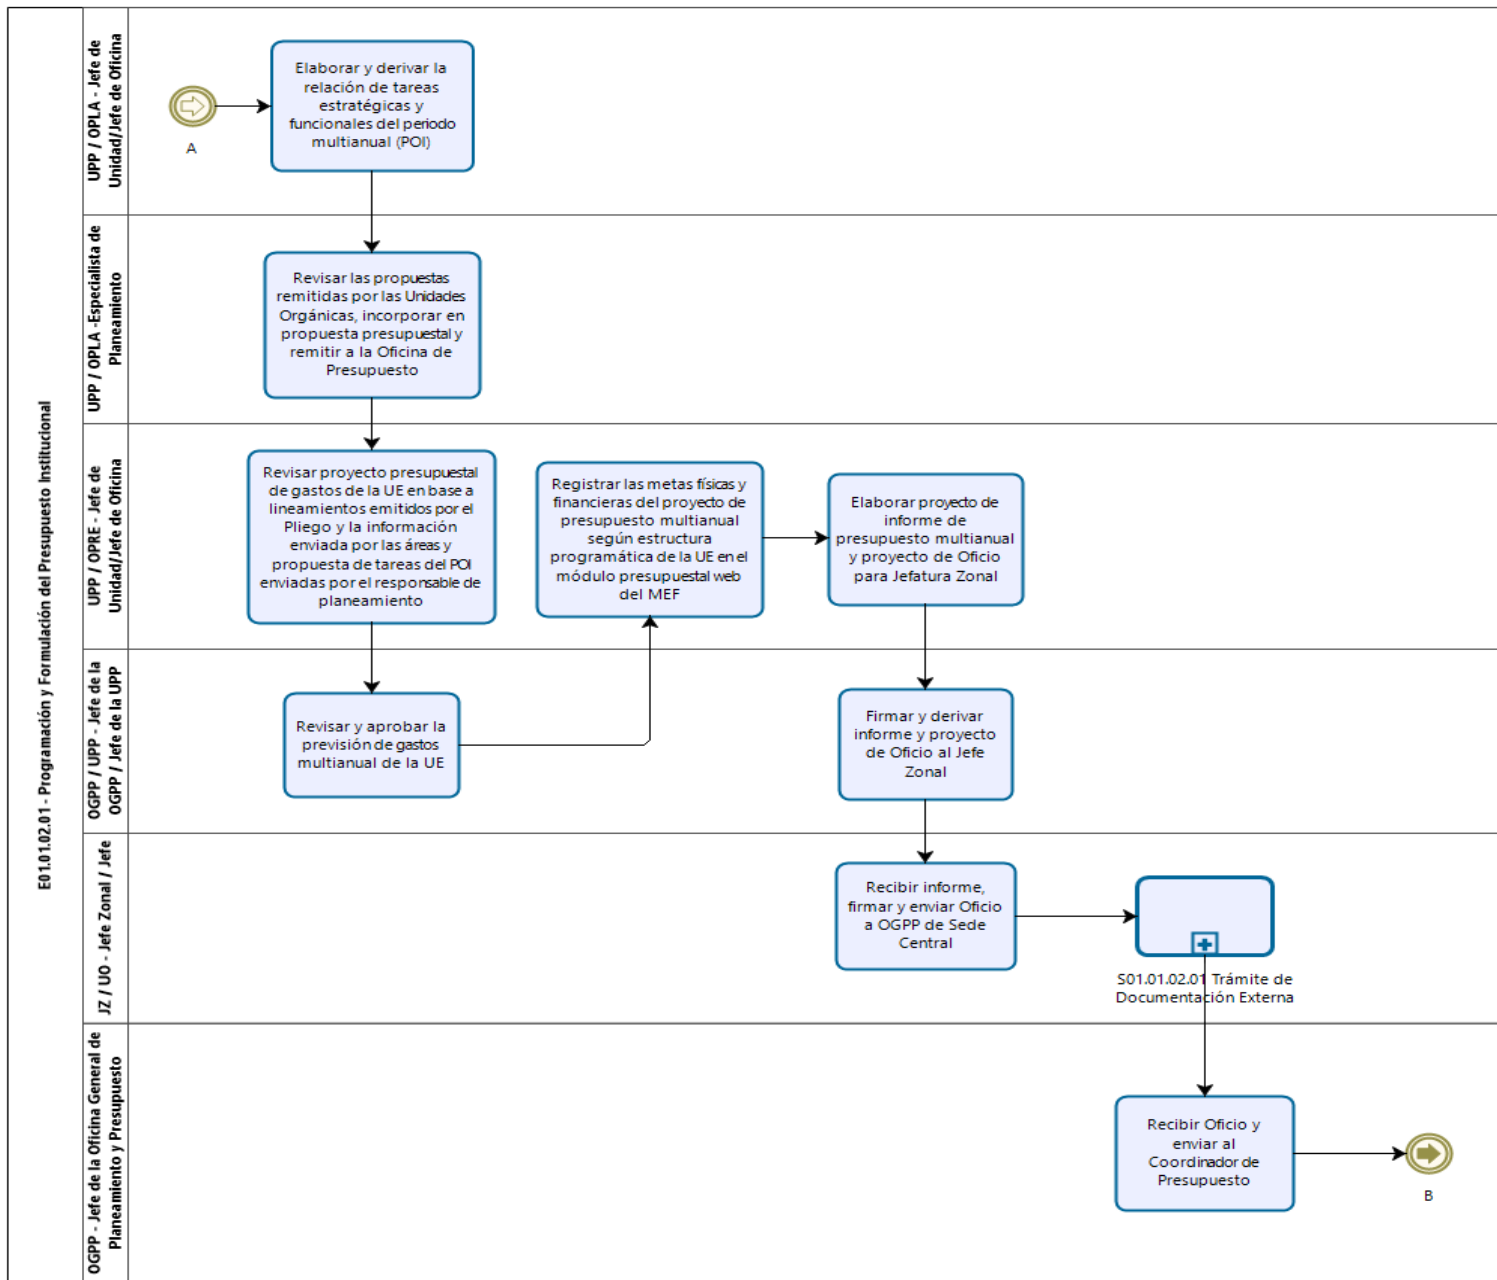 E01.01.02.01 - Programación y Formulación del Presupuesto Institucional
UPP / OPLA - Jefe de
Unidad/Jefe de Oficina
A
Elaborar y derivar la
relación de tareas
estratégicas y
funcionales del periodo
multianual (POI)
UPP / OPLA -Especialista de
Planeamiento
Revisar las propuestas
remitidas por las Unidades
Orgánicas, incorporar en
propuesta presupuestal y
remitir a la Oficina de
Presupuesto
UPP / OPRE - Jefe de
Unidad/Jefe de Oficina
Revisar proyecto presupuestal
de gastos de la UE en base a
lineamientos emitidos por el
Pliego y la información
enviada por las áreas y
propuesta de tareas del POI
enviadas por el responsable de
planeamiento
Registrar las metas físicas y
financieras del proyecto de
presupuesto multianual
según estructura
programática de la UE en el
módulo presupuestal web
del MEF
Elaborar proyecto de
informe de
presupuesto multianual
y proyecto de Oficio
para Jefatura Zonal
OGPP / UPP - Jefe de la
OGPP / Jefe de la UPP
Revisar y aprobar la
previsión de gastos
multianual de la UE
Firmar y derivar
informe y proyecto
de Oficio al Jefe
Zonal
JZ / UO - Jefe Zonal / Jefe
Recibir informe,
firmar y enviar Oficio
a OGPP de Sede
Central
S01.01.02.01 Trámite de
Documentación Externa
OGPP - Jefe de la Oficina General de
Planeamiento y Presupuesto
Recibir Oficio y
enviar al
Coordinador de
Presupuesto
B